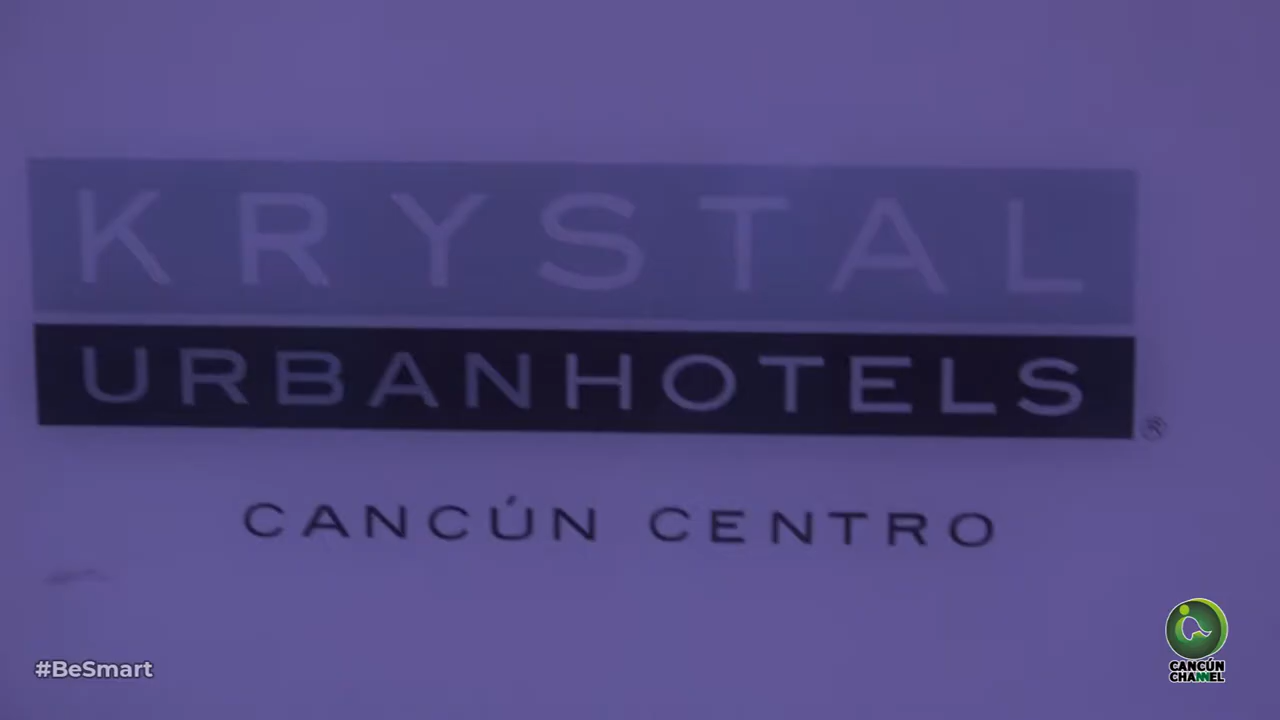 KRYSTAL
URBANHOTELS
®
CANCÚN CENTRO
#BeSmart
CANCÚN
CHANNEL